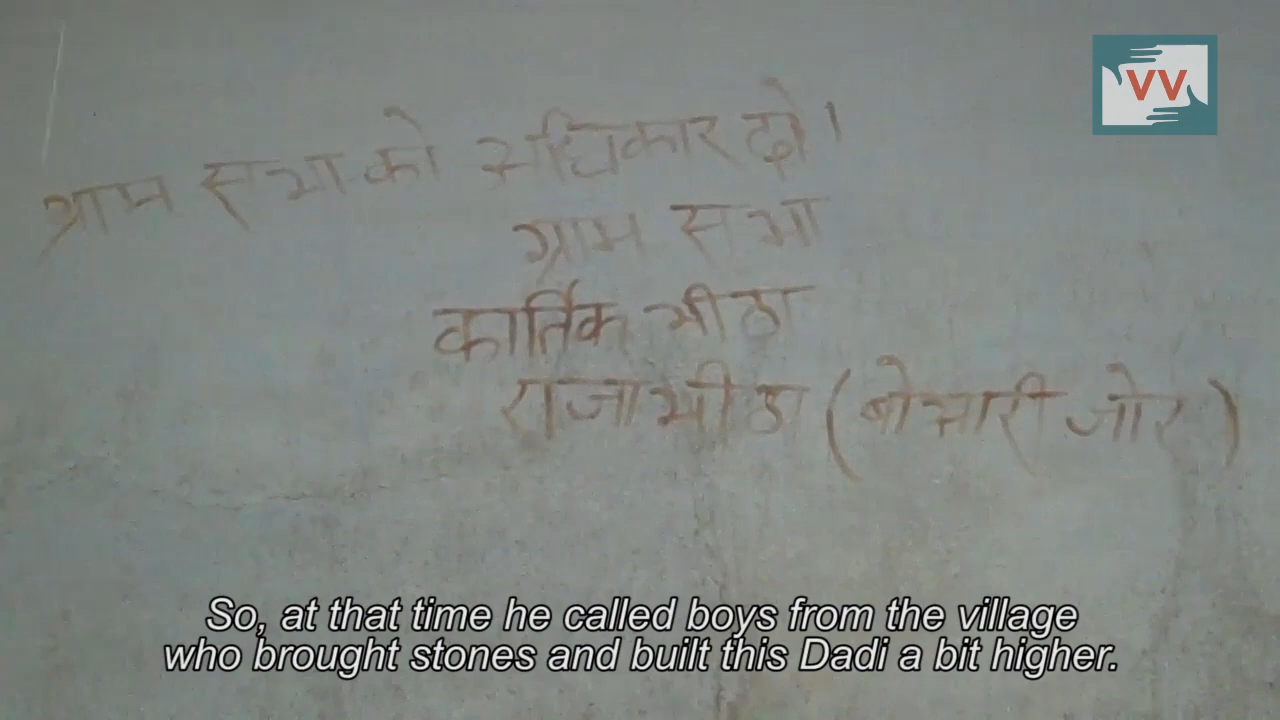 VV
ग्राम सभा को अधिकार दो।
ग्राम सभा
कार्तिक भीठा
राजाभीठा (बोआरी जोर)
So, at that time he called boys from the village
who brought stones and built this Dadi a bit higher.